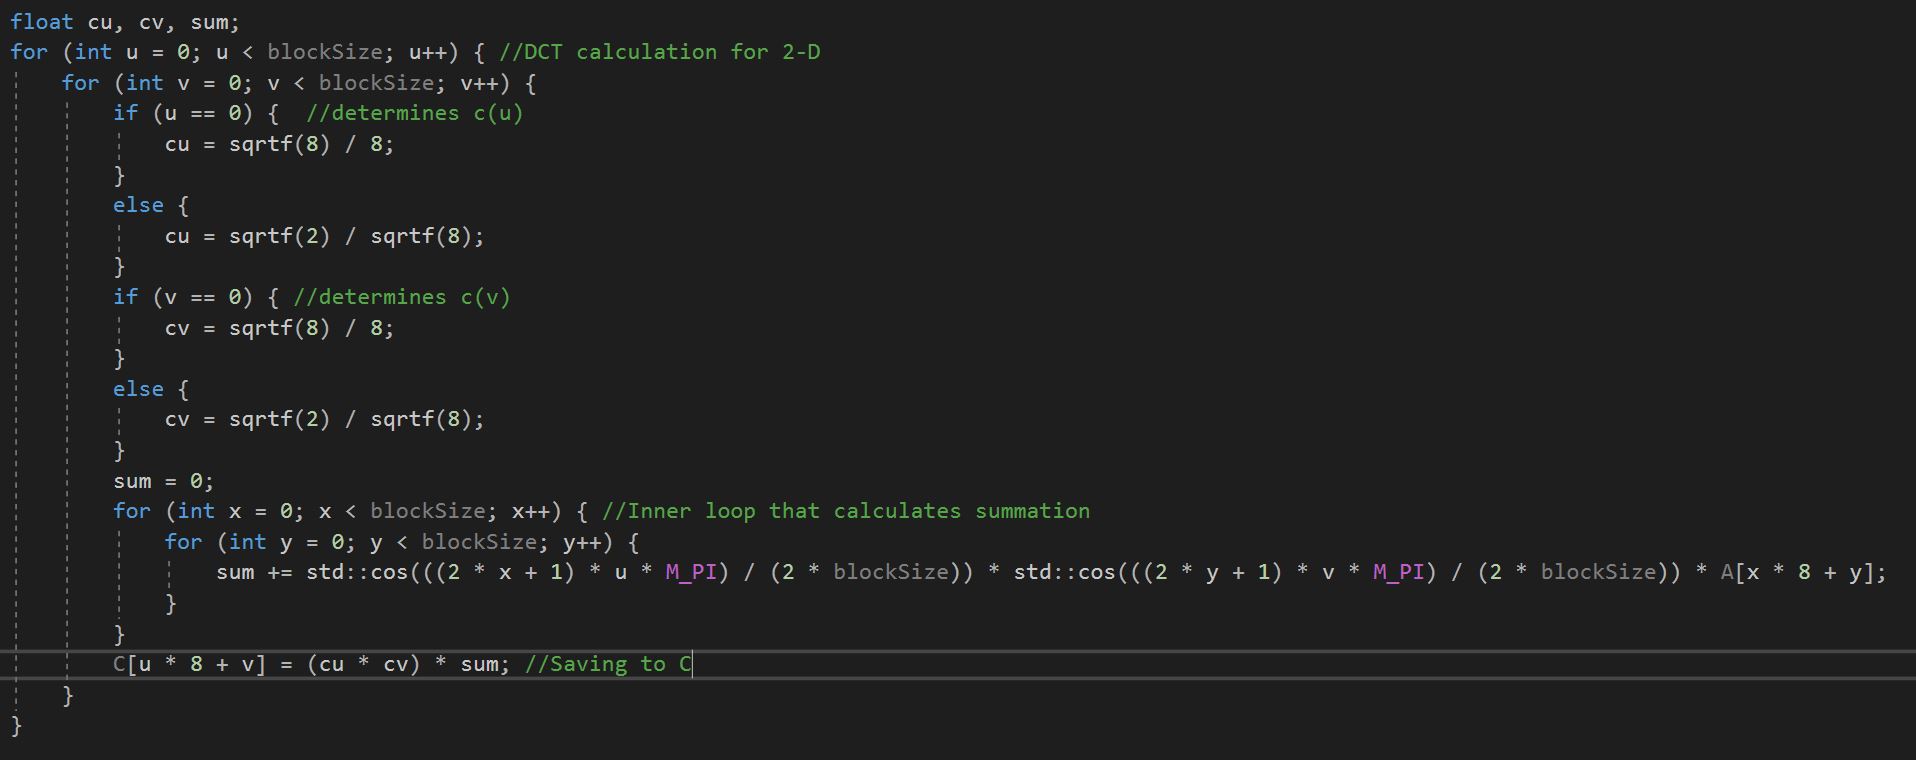 float cu, cv, sum;
for (int u = 0; u < blockSize; u++) { //DCT calculation for 2-D
    for (int v = 0; v < blockSize; v++) {
        if (u == 0) {  //determines c(u)
            cu = sqrtf(8) / 8;
        }
        else {
            cu = sqrtf(2) / sqrtf(8);
        }
        if (v == 0) { //determines c(v)
            cv = sqrtf(8) / 8;
        }
        else {
            cv = sqrtf(2) / sqrtf(8);
        }
        sum = 0;
        for (int x = 0; x < blockSize; x++) { //Inner loop that calculates summation
            for (int y = 0; y < blockSize; y++) {
                sum += std::cos(((2 * x + 1) * u * M_PI) / (2 * blockSize)) * std::cos(((2 * y + 1) * v * M_PI) / (2 * blockSize)) * A[x * 8 + y];
            }
        }
        C[u * 8 + v] = (cu * cv) * sum; //Saving to C
    }
}